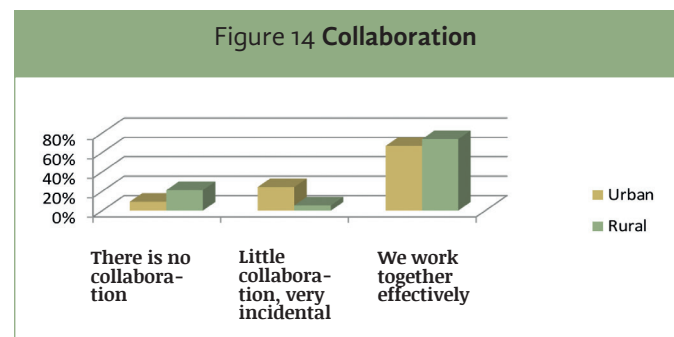 Figure 14 Collaboration
80%
60%
40%
20%
0%
Urban
Rural
There is no
collabora-
tion
Little
collabora-
tion, very
incidental
We work
together
effectively